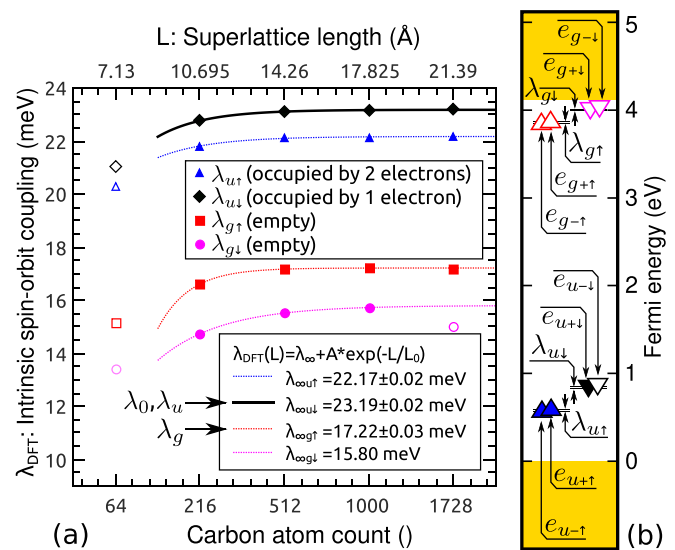 L: Superlattice length (Å)
7.13 10.695 14.26 17.825 21.39
λDFT: Intrinsic spin-orbit coupling (meV)
24
22
20
18
16
14
12
10
9
λu↑ (occupied by 2 electrons)
λu↓ (occupied by 1 electron)
λg↑ (empty)
λg↓ (empty)
λDFT(L)=λ∞+A*exp(-L/L0)
λ∞u↑ =22.17±0.02 meV
λ0,λu
λ∞u↓ =23.19±0.02 meV
λg
λ∞g↑ =17.22±0.03 meV
λ∞g↓ =15.80 meV
64 216 512 1000 1728
(a)
Carbon atom count ()
eg−↓
eg+↓
λg↓
λg↑
eg+↑
eg−↑
eu−↓
eu+↓
λu↓
λu↑
eu+↑
eu−↑
5
4
3
2
1
0
Fermi energy (eV)
(b)